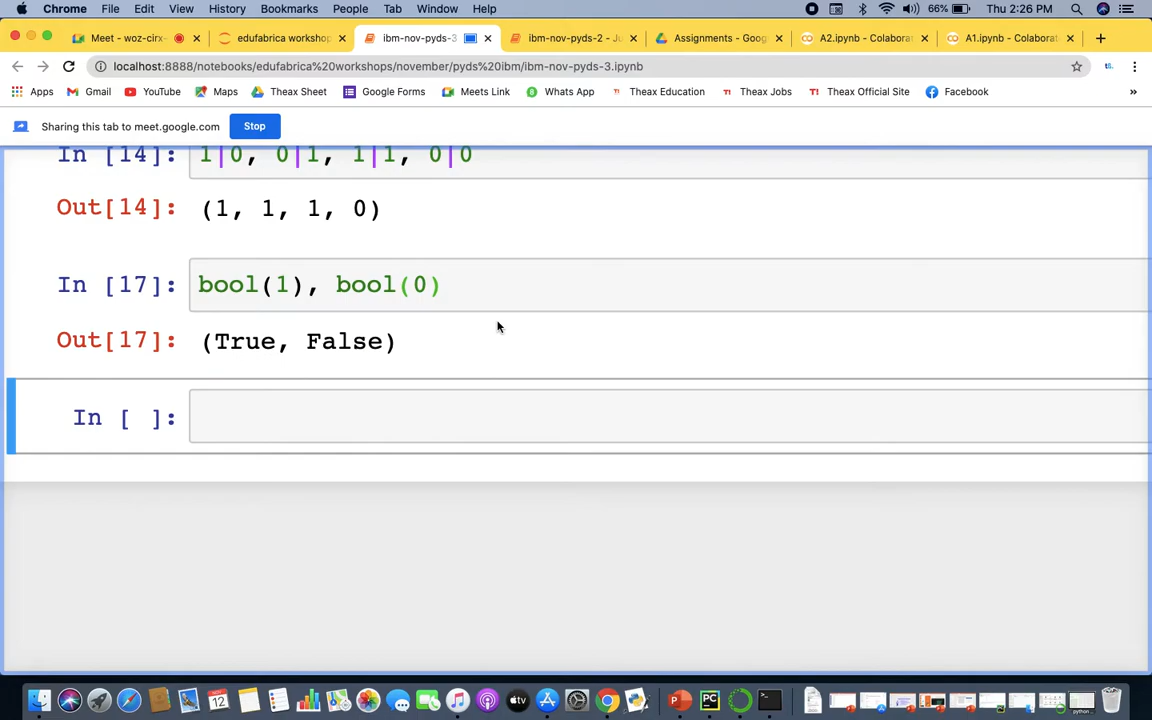 Chrome File Edit View History Bookmarks People Tab Window Help 66% Thu 2:26 PM
Meet - woz-cirx- edufabrica worksho ibm-nov-pyds-3 ibm-nov-pyds-2 - Ju Assignments - Goog A2.ipynb - Colaborat A1.ipynb - Colaborat
localhost:8888/notebooks/edufabrica%20workshops/november/pyds%20ibm/ibm-nov-pyds-3.ipynb
Apps Gmail YouTube Maps Theax Sheet Google Forms Meets Link Whats App Theax Education Theax Jobs Theax Official Site Facebook
Sharing this tab to meet.google.com Stop
In [14]: 1|0, 0|1, 1|1, 0|0
Out[14]: (1, 1, 1, 0)
In [17]: bool(1), bool(0)
Out[17]: (True, False)
In [ ]: